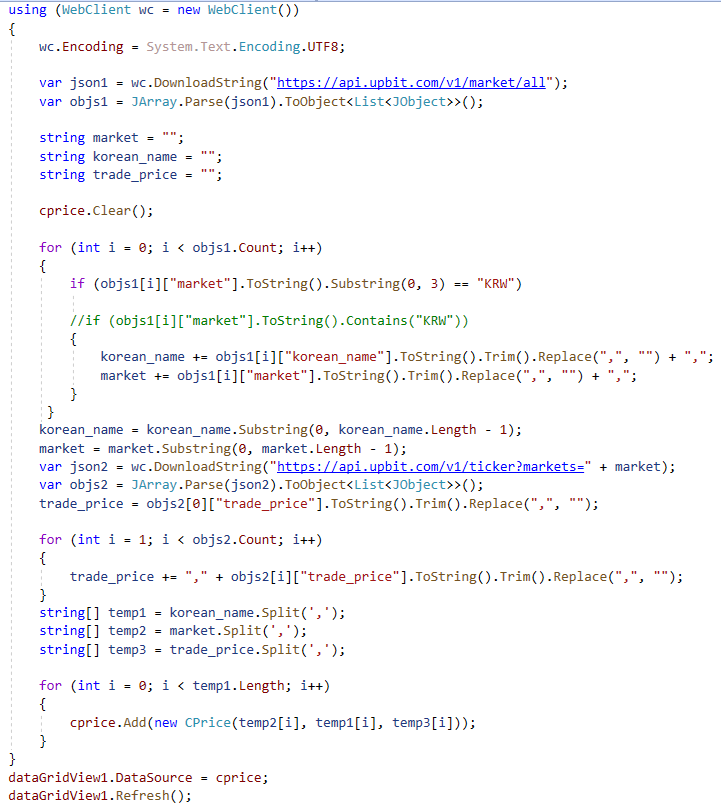 using (WebClient wc = new WebClient())
{
wc.Encoding = System.Text.Encoding.UTF8;
var json1 = wc.DownloadString("https://api.upbit.com/v1/market/all");
var objs1 = JArray.Parse(json1).ToObject<List<JObject>>();
string market = "";
string korean_name = "";
string trade_price = "";
cprice.Clear();
for (int i = 0; i < objs1.Count; i++)
{
if (objs1[i]["market"].ToString().Substring(0, 3) == "KRW")
//if (objs1[i]["market"].ToString().Contains("KRW"))
{
korean_name += objs1[i]["korean_name"].ToString().Trim().Replace(",", "") + ",";
market += objs1[i]["market"].ToString().Trim().Replace(",", "") + ",";
}
}
korean_name = korean_name.Substring(0, korean_name.Length - 1);
market = market.Substring(0, market.Length - 1);
var json2 = wc.DownloadString("https://api.upbit.com/v1/ticker?markets=" + market);
var objs2 = JArray.Parse(json2).ToObject<List<JObject>>();
trade_price = objs2[0]["trade_price"].ToString().Trim().Replace(",", "");
for (int i = 1; i < objs2.Count; i++)
{
trade_price += "," + objs2[i]["trade_price"].ToString().Trim().Replace(",", "");
}
string[] temp1 = korean_name.Split(',');
string[] temp2 = market.Split(',');
string[] temp3 = trade_price.Split(',');
for (int i = 0; i < temp1.Length; i++)
{
cprice.Add(new CPrice(temp2[i], temp1[i], temp3[i]));
}
}
dataGridView1.DataSource = cprice;
dataGridView1.Refresh();